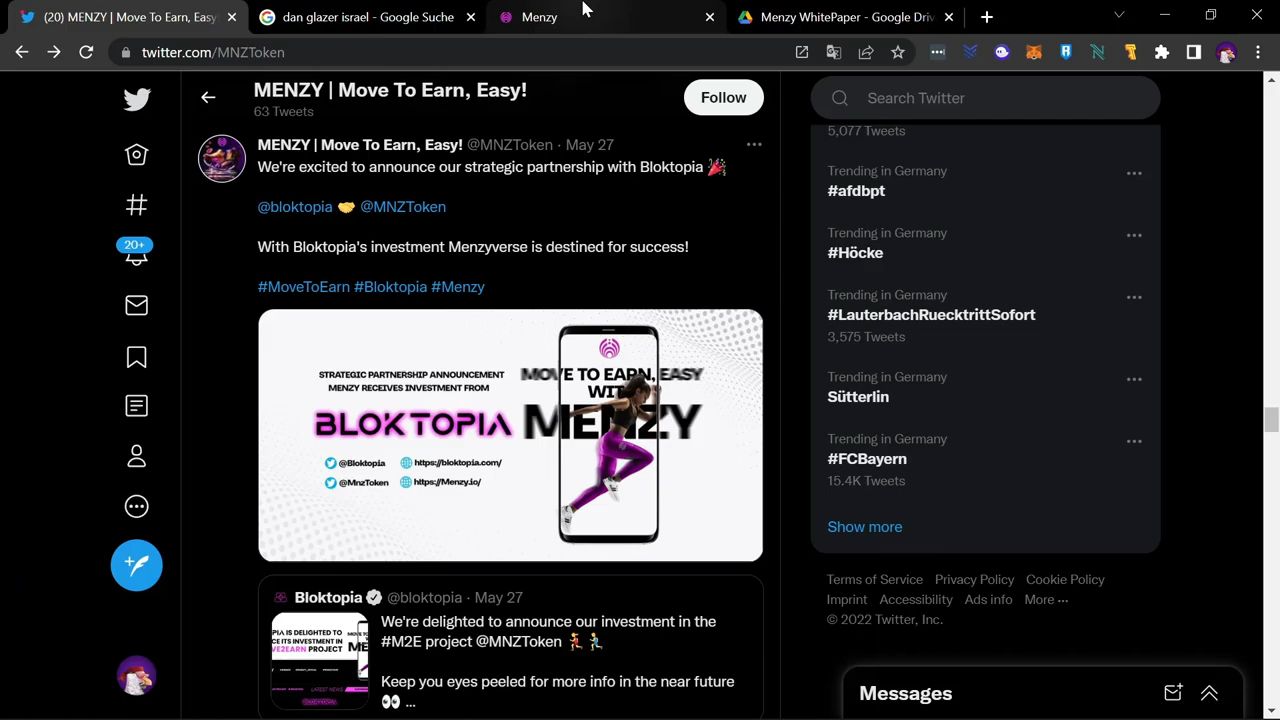 (20) MENZY | Move To Earn, Easy
dan glazer israel - Google Suche
Menzy
Menzy WhitePaper - Google Driv
twitter.com/MNZToken
MENZY | Move To Earn, Easy!
63 Tweets
Follow
MENZY | Move To Earn, Easy! @MNZToken · May 27
We're excited to announce our strategic partnership with Bloktopia 🎉
@bloktopia 🤝 @MNZToken
With Bloktopia's investment Menzyverse is destined for success!
#MoveToEarn #Bloktopia #Menzy
STRATEGIC PARTNERSHIP ANNOUNCEMENT
MENZY RECEIVES INVESTMENT FROM
BLOKTOPIA
@Bloktopia https://bloktopia.com/
@MnzToken https://Menzy.io/
MOVE TO EARN, EASY
WITH
MENZY
Bloktopia @bloktopia · May 27
We're delighted to announce our investment in the
#M2E project @MNZToken 🏃🏃
Keep you eyes peeled for more info in the near future
👀 ...
20+
Search Twitter
5,077 Tweets
Trending in Germany
#afdbpt
Trending in Germany
#Höcke
Trending in Germany
#LauterbachRuecktrittSofort
3,575 Tweets
Trending in Germany
Sütterlin
Trending in Germany
#FCBayern
15.4K Tweets
Show more
Terms of Service Privacy Policy Cookie Policy
Imprint Accessibility Ads info More ···
© 2022 Twitter, Inc.
Messages